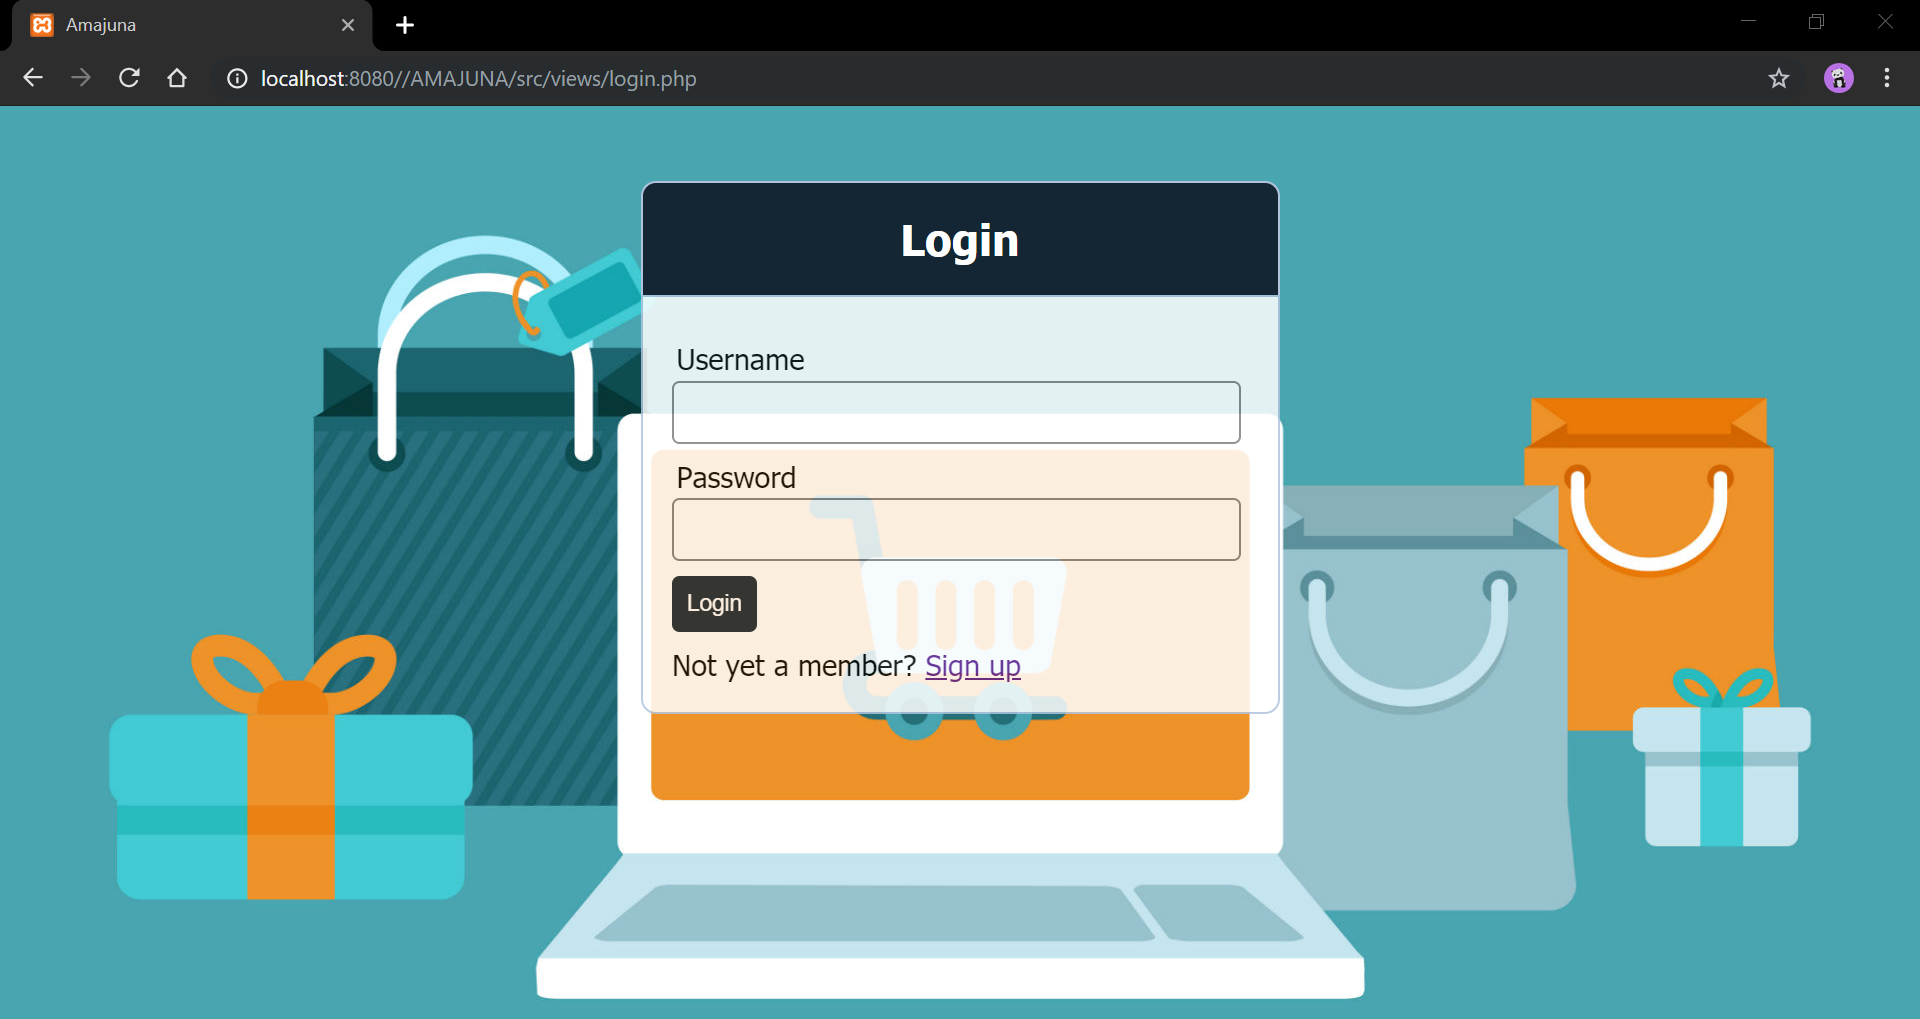 Amajuna
localhost:8080//AMAJUNA/src/views/login.php
Login
Username
Password
Login
Not yet a member? Sign up